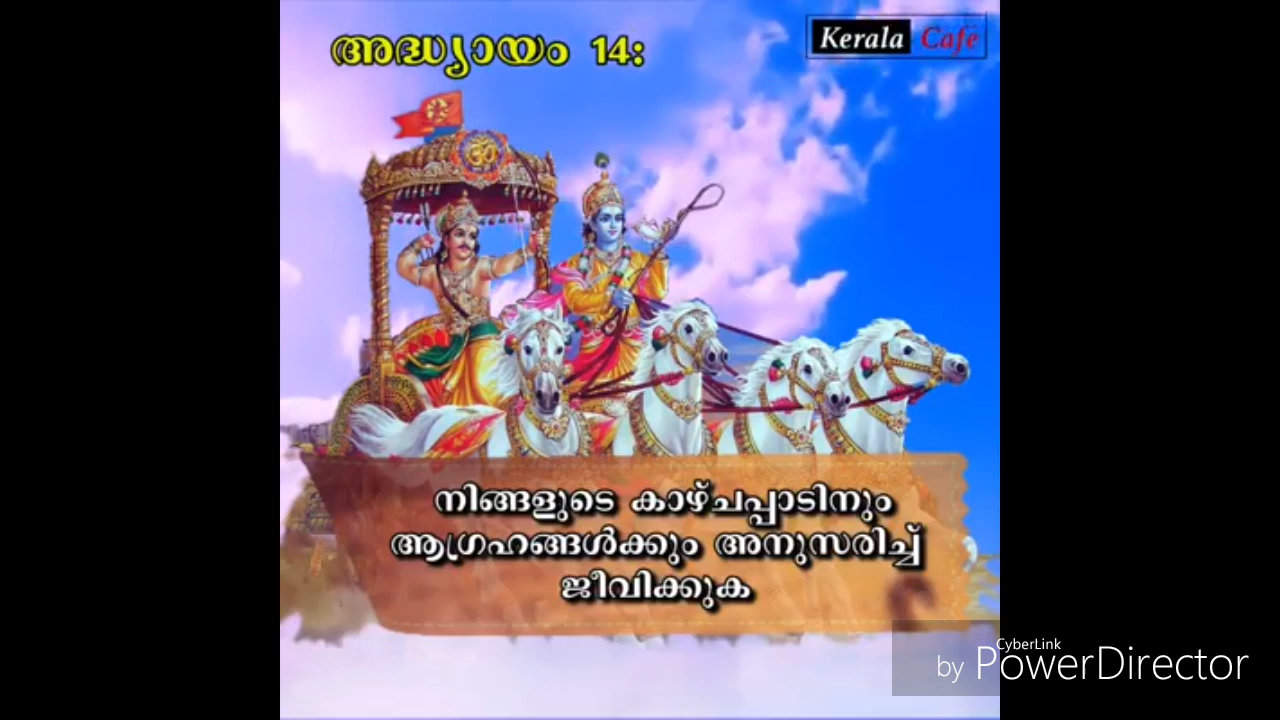 അദ്ധ്യായം 14:
Kerala Cafe
നിങ്ങളുടെ കാഴ്ചപ്പാടിനും
ആഗ്രഹങ്ങൾക്കും അനുസരിച്ച്
ജീവിക്കുക
CyberLink
by PowerDirector